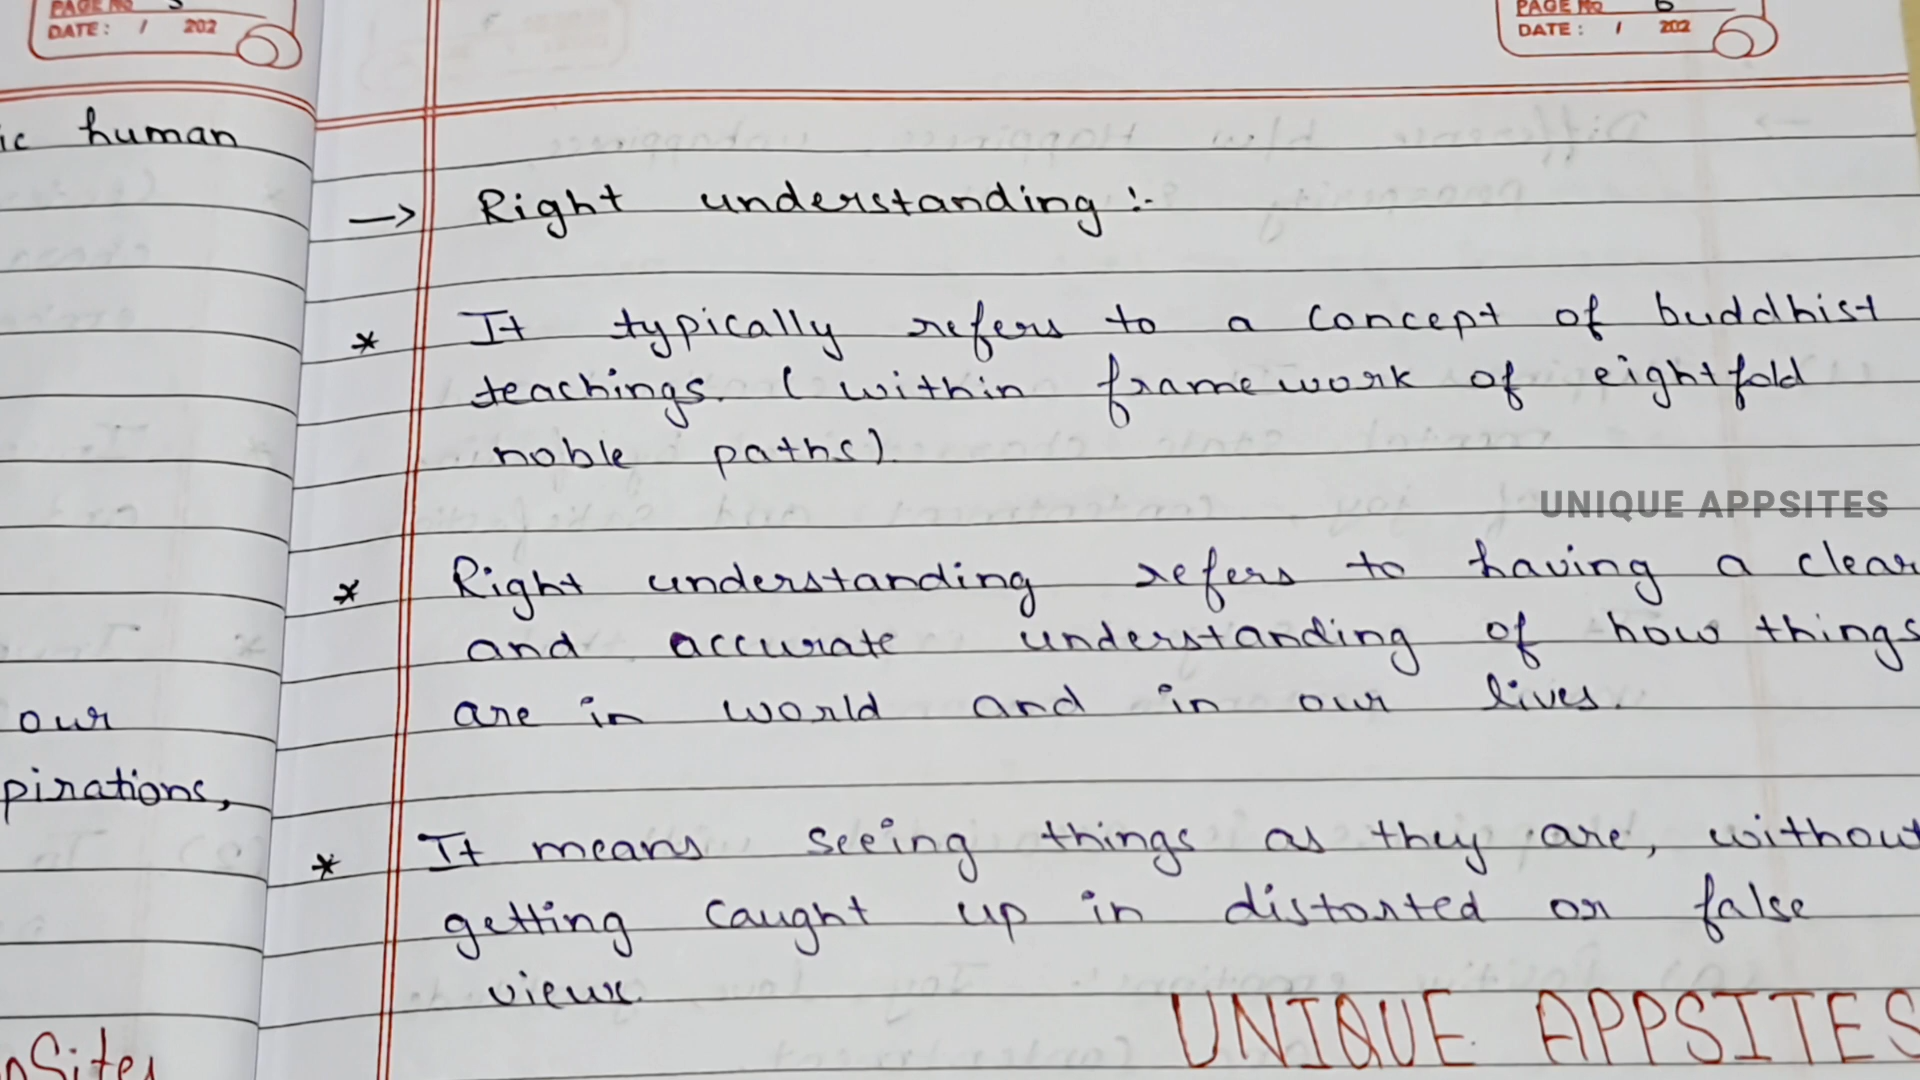 PAGE No
DATE: / 202
ic human
our
pirations,
PAGE No 6
DATE: / 202
→ Right understanding :-
* It typically refers to a concept of buddhist
teachings. ( within framework of eightfold
noble paths).
UNIQUE APPSITES
* Right understanding refers to having a clear
and accurate understanding of how things
are in world and in our lives.
* It means seeing things as they are, without
getting caught up in distorted or false
views.
UNIQUE APPSITES
Sites